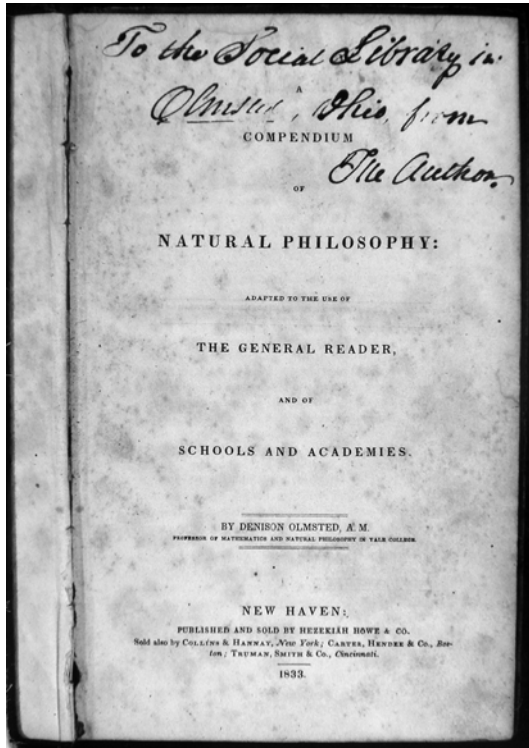 To the Social Library in
A
Olmsted, Ohio, from
COMPENDIUM
The Author.
OF
NATURAL PHILOSOPHY:
ADAPTED TO THE USE OF
THE GENERAL READER,
AND OF
SCHOOLS AND ACADEMIES.
BY DENISON OLMSTED, A. M.
PROFESSOR OF MATHEMATICS AND NATURAL PHILOSOPHY IN YALE COLLEGE.
NEW HAVEN:
PUBLISHED AND SOLD BY HEZEKIAH HOWE & CO.
Sold also by COLLINS & HANNAY, New York; CARTER, HENDEE & Co., Bos-
ton; TRUMAN, SMITH & Co., Cincinnati.
1833.